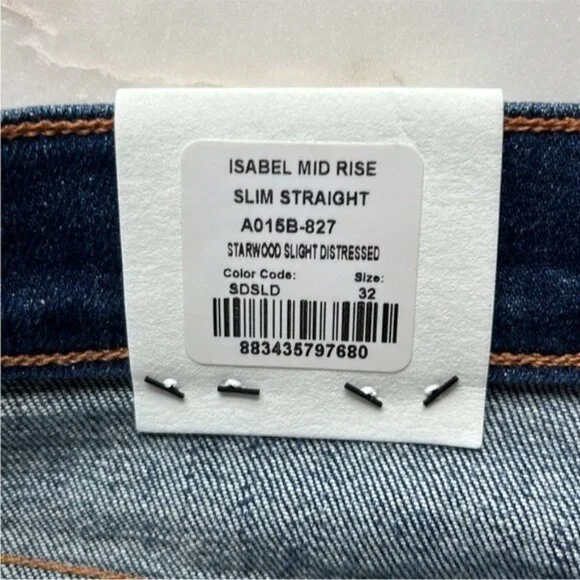 ISABEL MID RISE
SLIM STRAIGHT
A015B-827
STARWOOD SLIGHT DISTRESSED
Color Code: Size:
SDSLD 32
883435797680